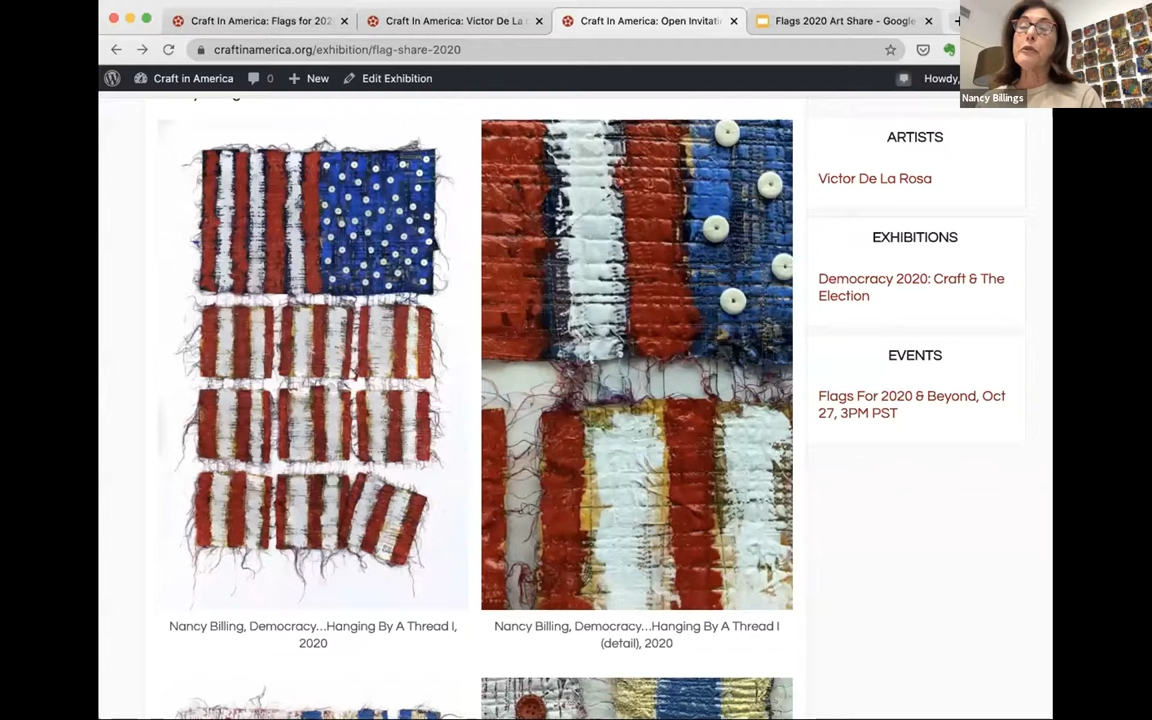 Craft In America: Flags for 202
Craft In America: Victor De La
Craft In America: Open Invitati
Flags 2020 Art Share - Google
craftinamerica.org/exhibition/flag-share-2020
Craft in America
0
New
Edit Exhibition
Howdy,
Nancy Billings
ARTISTS
Victor De La Rosa
EXHIBITIONS
Democracy 2020: Craft & The
Election
EVENTS
Flags For 2020 & Beyond, Oct
27, 3PM PST
Nancy Billing, Democracy…Hanging By A Thread I,
2020
Nancy Billing, Democracy…Hanging By A Thread I
(detail), 2020